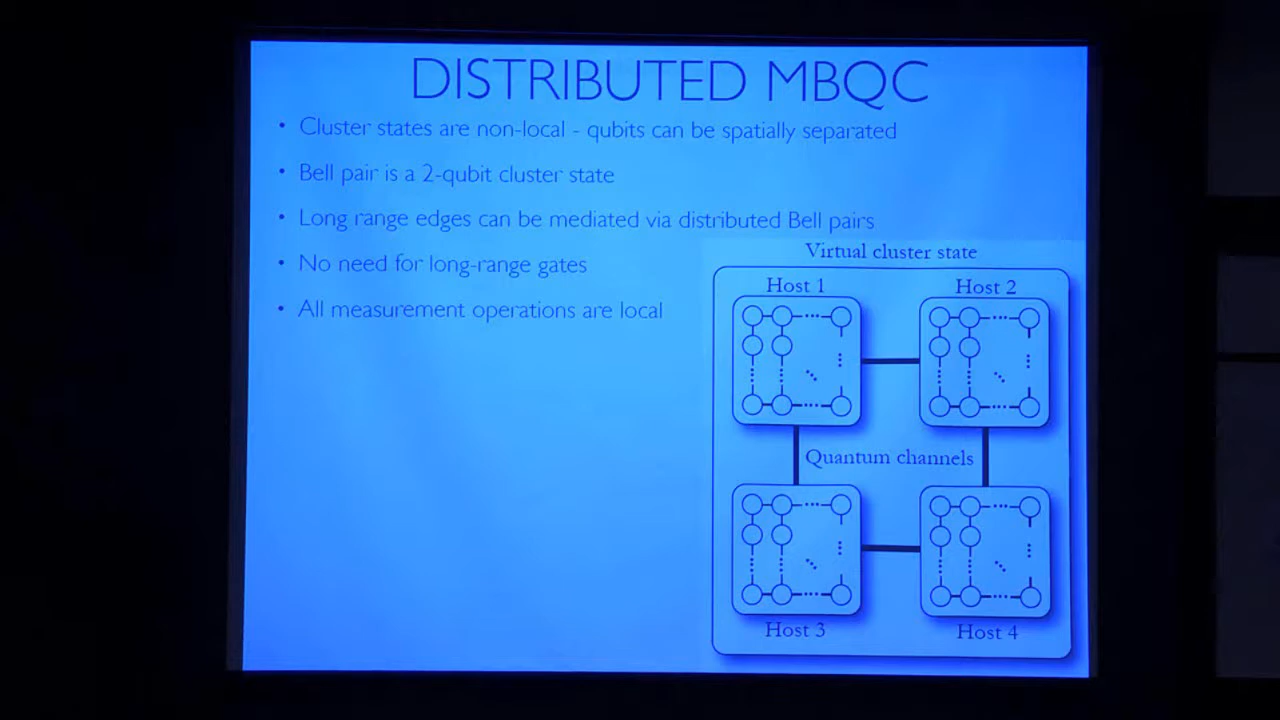 DISTRIBUTED MBQC
• Cluster states are non-local - qubits can be spatially separated
• Bell pair is a 2-qubit cluster state
• Long range edges can be mediated via distributed Bell pairs
• No need for long-range gates
• All measurement operations are local
Virtual cluster state
Host 1
Host 2
Quantum channels
Host 3
Host 4